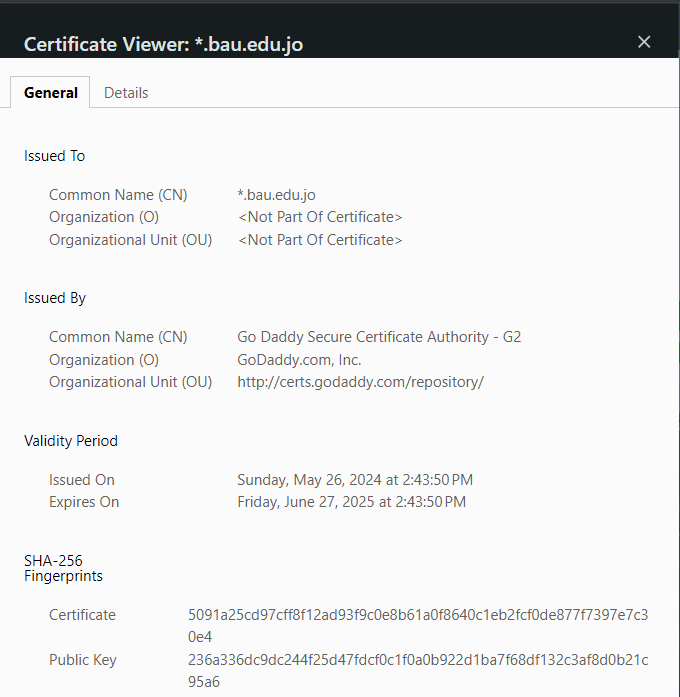 Certificate Viewer: *.bau.edu.jo
General Details
Issued To
Common Name (CN) *.bau.edu.jo
Organization (O) <Not Part Of Certificate>
Organizational Unit (OU) <Not Part Of Certificate>
Issued By
Common Name (CN) Go Daddy Secure Certificate Authority - G2
Organization (O) GoDaddy.com, Inc.
Organizational Unit (OU) http://certs.godaddy.com/repository/
Validity Period
Issued On Sunday, May 26, 2024 at 2:43:50 PM
Expires On Friday, June 27, 2025 at 2:43:50 PM
SHA-256
Fingerprints
Certificate 5091a25cd97cff8f12ad93f9c0e8b61a0f8640c1eb2fcf0de877f7397e7c3
0e4
Public Key 236a336dc9dc244f25d47fdcf0c1f0a0b922d1ba7f68df132c3af8d0b21c
95a6